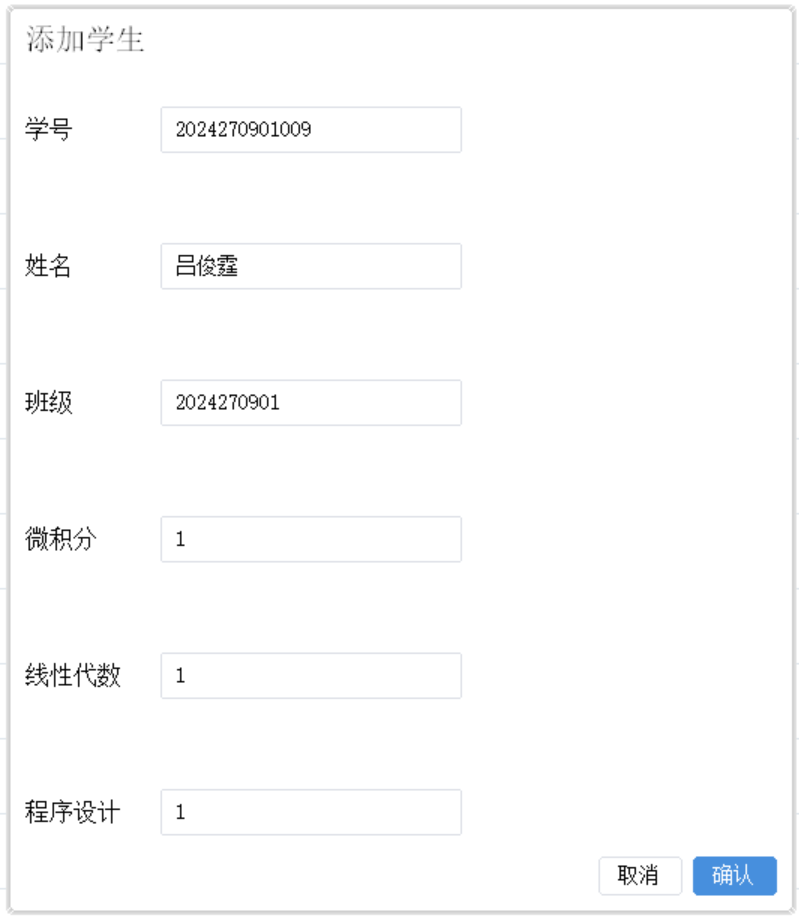 添加学生
学号 2024270901009
姓名 吕俊霆
班级 2024270901
微积分 1
线性代数 1
程序设计 1
取消 确认